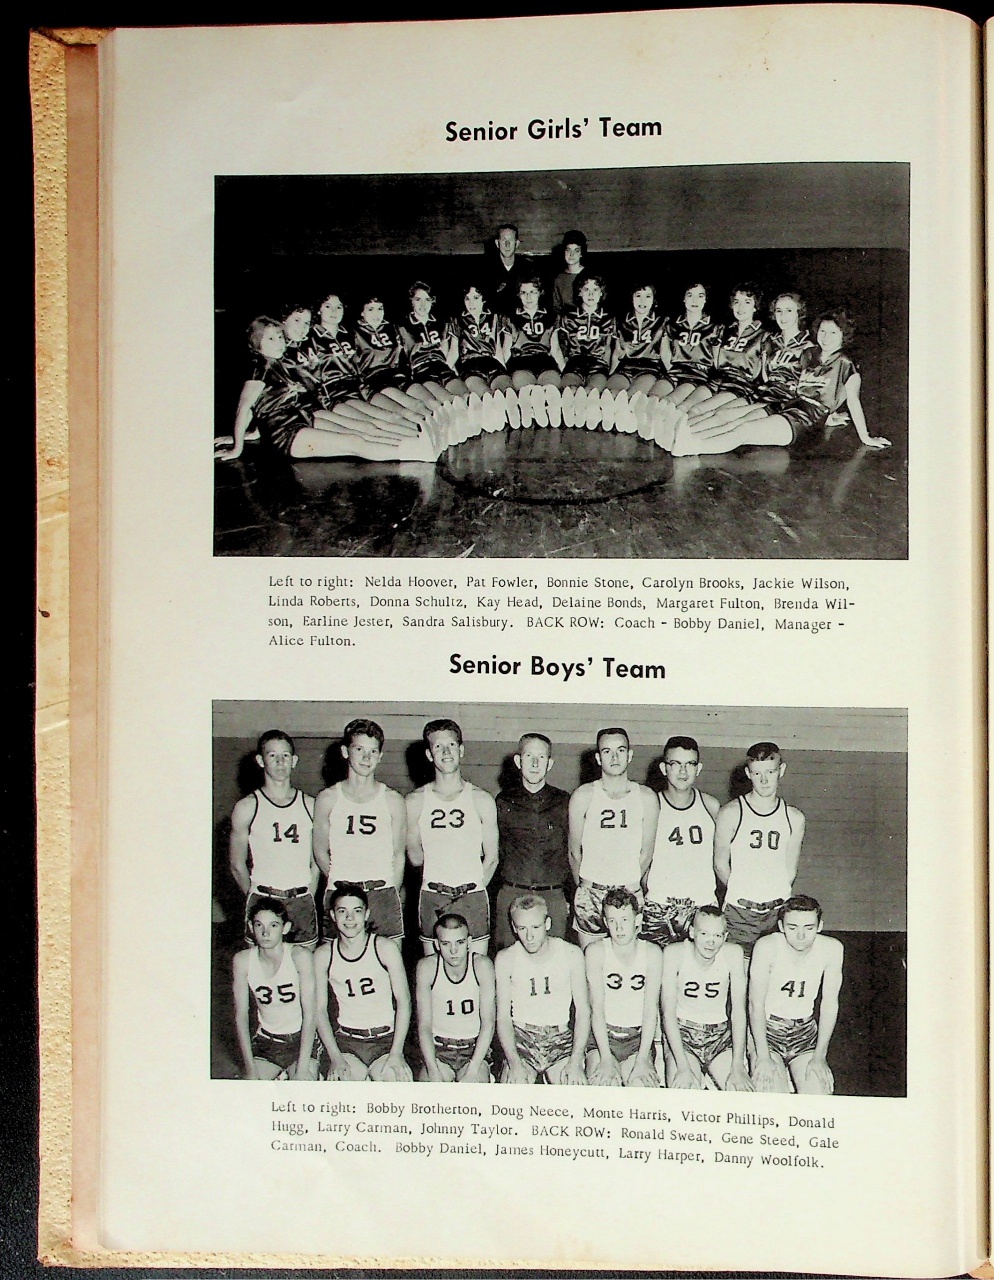 Senior Girls' Team
44 22 42 12 34 40 20 14 30 32 10
Left to right: Nelda Hoover, Pat Fowler, Bonnie Stone, Carolyn Brooks, Jackie Wilson,
Linda Roberts, Donna Schultz, Kay Head, Delaine Bonds, Margaret Fulton, Brenda Wil-
son, Earline Jester, Sandra Salisbury. BACK ROW: Coach - Bobby Daniel, Manager -
Alice Fulton.
Senior Boys' Team
14 15 23 21 40 30
35 12 10 11 33 25 41
Left to right: Bobby Brotherton, Doug Neece, Monte Harris, Victor Phillips, Donald
Hugg, Larry Carman, Johnny Taylor. BACK ROW: Ronald Sweat, Gene Steed, Gale
Carman, Coach. Bobby Daniel, James Honeycutt, Larry Harper, Danny Woolfolk.